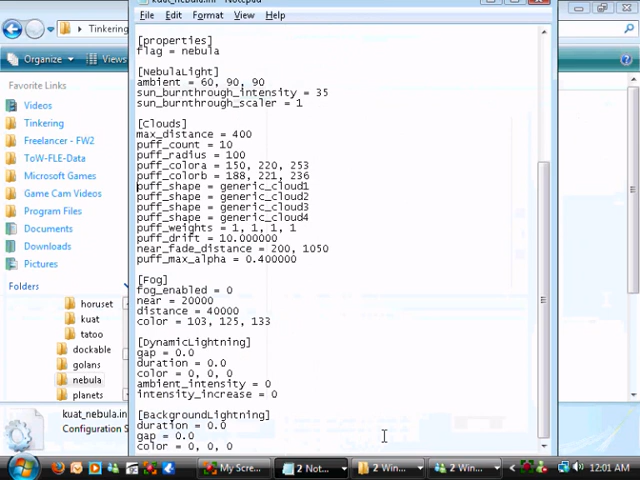 kuat_nebula.ini - Notepad
File Edit Format View Help
Tinkering
Organize
Views
Favorite Links
Videos
Tinkering
Freelancer - FW2
ToW-FLE-Data
Microsoft Games
Game Cam Videos
Program Files
Documents
Downloads
Pictures
Folders
horuset
kuat
tatoo
dockable
golans
nebula
planets
kuat_nebula.in
Configuration S
[properties]
flag = nebula
[NebulaLight]
ambient = 60, 90, 90
sun_burnthrough_intensity = 35
sun_burnthrough_scaler = 1
[Clouds]
max_distance = 400
puff_count = 10
puff_radius = 100
puff_colora = 150, 220, 253
puff_colorb = 188, 221, 236
puff_shape = generic_cloud1
puff_shape = generic_cloud2
puff_shape = generic_cloud3
puff_shape = generic_cloud4
puff_weights = 1, 1, 1, 1
puff_drift = 10.000000
near_fade_distance = 200, 1050
puff_max_alpha = 0.400000
[Fog]
fog_enabled = 0
near = 20000
distance = 40000
color = 103, 125, 133
[DynamicLightning]
gap = 0.0
duration = 0.0
color = 0, 0, 0
ambient_intensity = 0
intensity_increase = 0
[BackgroundLightning]
duration = 0.0
gap = 0.0
color = 0, 0, 0
My Scre...
2 Not...
2 Win...
2 Win...
12:01 AM